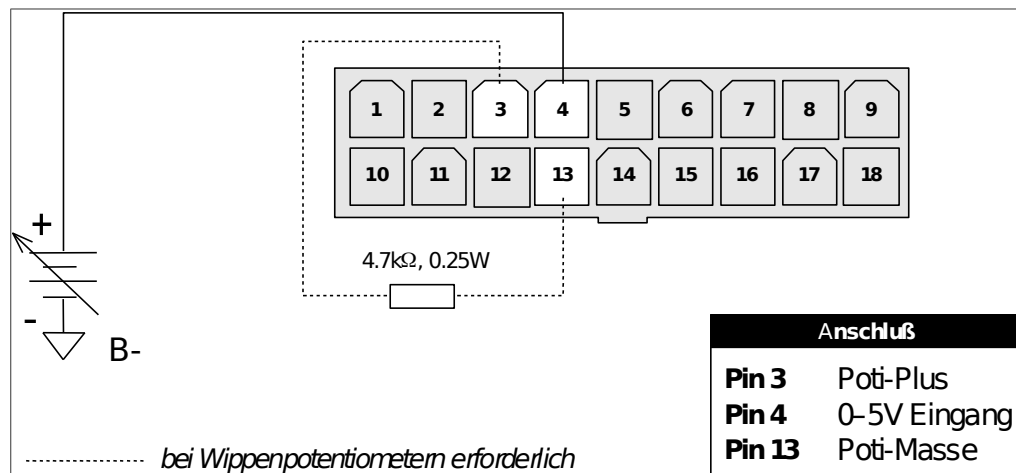 1 2 3 4 5 6 7 8 9
10 11 12 13 14 15 16 17 18
+
4.7kΩ, 0.25W
-
B-
Anschluß
Pin 3 Poti-Plus
Pin 4 0–5V Eingang
Pin 13 Poti-Masse
bei Wippenpotentiometern erforderlich